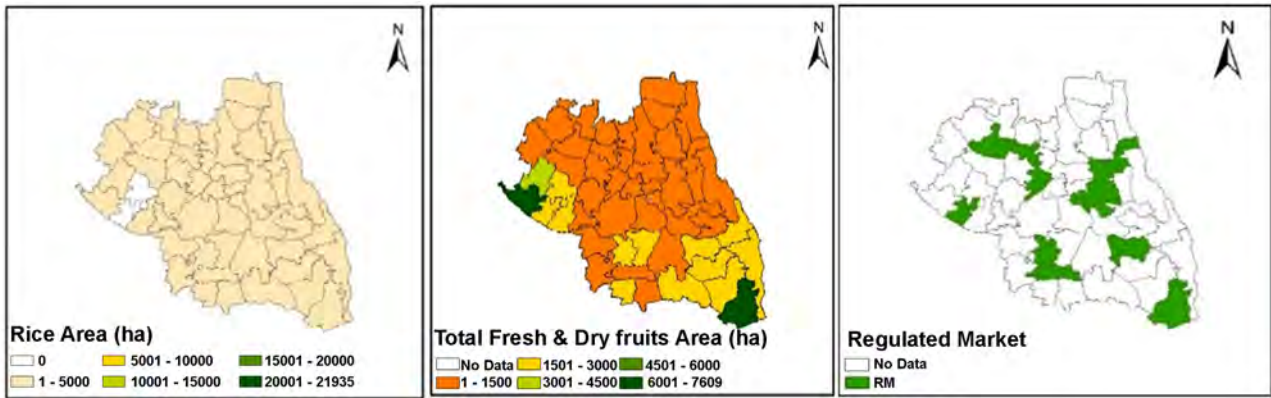 N
Rice Area (ha)
0 5001 - 10000 15001 - 20000
1 - 5000 10001 - 15000 20001 - 21935
N
Total Fresh & Dry fruits Area (ha)
No Data 1501 - 3000 4501 - 6000
1 - 1500 3001 - 4500 6001 - 7609
N
Regulated Market
No Data
RM